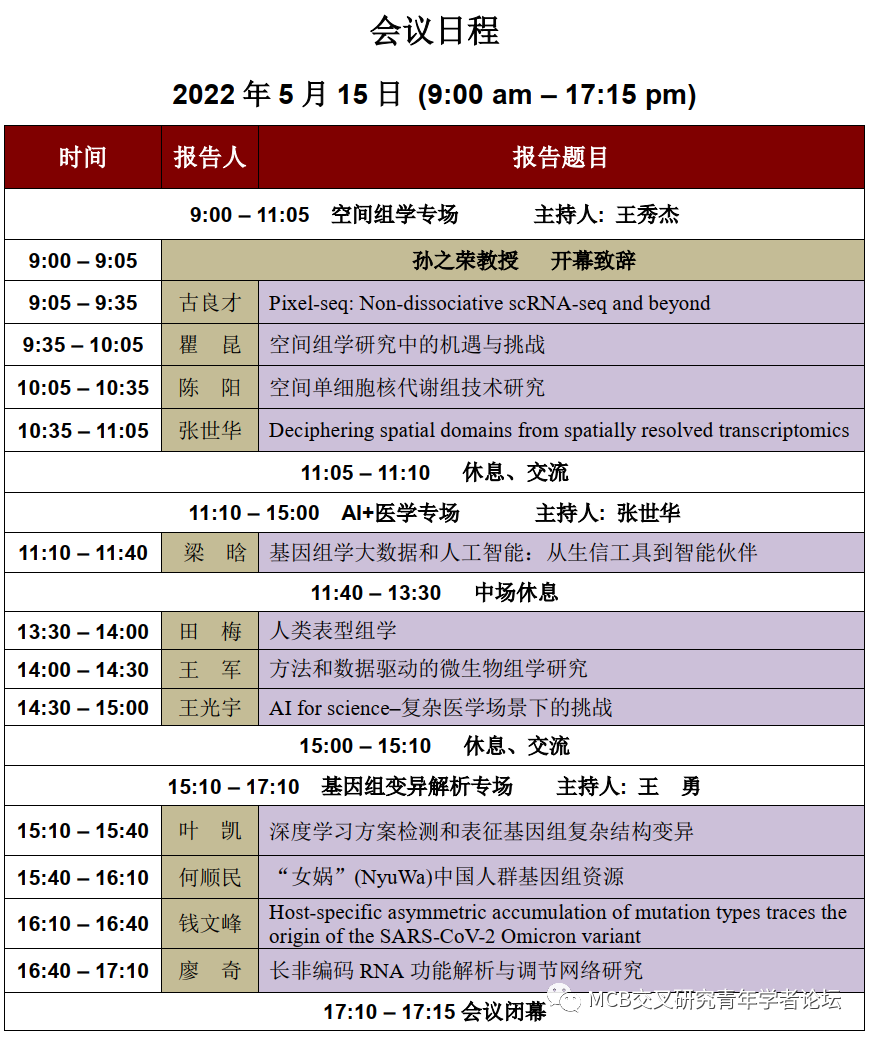 会议日程
2022 年 5 月 15 日 (9:00 am – 17:15 pm)
时间 报告人 报告题目
9:00 – 11:05 空间组学专场 主持人: 王秀杰
9:00 – 9:05 孙之荣教授 开幕致辞
9:05 – 9:35 古良才 Pixel-seq: Non-dissociative scRNA-seq and beyond
9:35 – 10:05 瞿 昆 空间组学研究中的机遇与挑战
10:05 – 10:35 陈 阳 空间单细胞核代谢组技术研究
10:35 – 11:05 张世华 Deciphering spatial domains from spatially resolved transcriptomics
11:05 – 11:10 休息、交流
11:10 – 15:00 AI+医学专场 主持人: 张世华
11:10 – 11:40 梁 晗 基因组学大数据和人工智能：从生信工具到智能伙伴
11:40 – 13:30 中场休息
13:30 – 14:00 田 梅 人类表型组学
14:00 – 14:30 王 军 方法和数据驱动的微生物组学研究
14:30 – 15:00 王光宇 AI for science–复杂医学场景下的挑战
15:00 – 15:10 休息、交流
15:10 – 17:10 基因组变异解析专场 主持人: 王 勇
15:10 – 15:40 叶 凯 深度学习方案检测和表征基因组复杂结构变异
15:40 – 16:10 何顺民 “女娲”(NyuWa)中国人群基因组资源
16:10 – 16:40 钱文峰 Host-specific asymmetric accumulation of mutation types traces the
origin of the SARS-CoV-2 Omicron variant
16:40 – 17:10 廖 奇 长非编码 RNA 功能解析与调节网络研究
17:10 – 17:15 会议闭幕
MCB交叉研究青年学者论坛